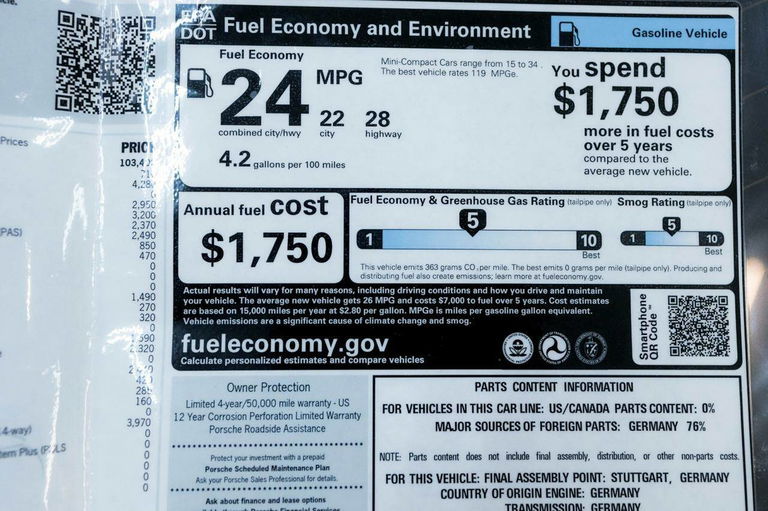 EPA
DOT
Fuel Economy and Environment
Gasoline Vehicle
Fuel Economy
24 MPG
22 28
combined city/hwy city highway
4.2 gallons per 100 miles
Mini-Compact Cars range from 15 to 34 .
The best vehicle rates 119 MPGe.
You spend
$1,750
more in fuel costs
over 5 years
compared to the
average new vehicle.
Annual fuel cost
$1,750
Fuel Economy & Greenhouse Gas Rating (tailpipe only)
5
1 10
Best
Smog Rating (tailpipe only)
5
1 10
Best
This vehicle emits 363 grams CO₂ per mile. The best emits 0 grams per mile (tailpipe only). Producing and
distributing fuel also create emissions; learn more at fueleconomy.gov.
Actual results will vary for many reasons, including driving conditions and how you drive and maintain
your vehicle. The average new vehicle gets 26 MPG and costs $7,000 to fuel over 5 years. Cost estimates
are based on 15,000 miles per year at $2.80 per gallon. MPGe is miles per gasoline gallon equivalent.
Vehicle emissions are a significant cause of climate change and smog.
fueleconomy.gov
Calculate personalized estimates and compare vehicles
Smartphone
QR Code™
Prices
(PAS)
4-way)
2,950
3,200
2,370
2,490
850
470
0
0
0
1,490
270
320
0
160
0
3,970
0
0
0
0
0
0
Owner Protection
Limited 4-year/50,000 mile warranty - US
12 Year Corrosion Perforation Limited Warranty
Porsche Roadside Assistance
Protect your investment with a prepaid
Porsche Scheduled Maintenance Plan
Ask your Porsche Sales Professional for details.
Ask about finance and lease options
PARTS CONTENT INFORMATION
FOR VEHICLES IN THIS CAR LINE: US/CANADA PARTS CONTENT: 0%
MAJOR SOURCES OF FOREIGN PARTS: GERMANY 76%
NOTE: Parts content does not include final assembly, distribution, or other non-parts costs.
FOR THIS VEHICLE: FINAL ASSEMBLY POINT: STUTTGART, GERMANY
COUNTRY OF ORIGIN ENGINE: GERMANY
TRANSMISSION: GERMANY